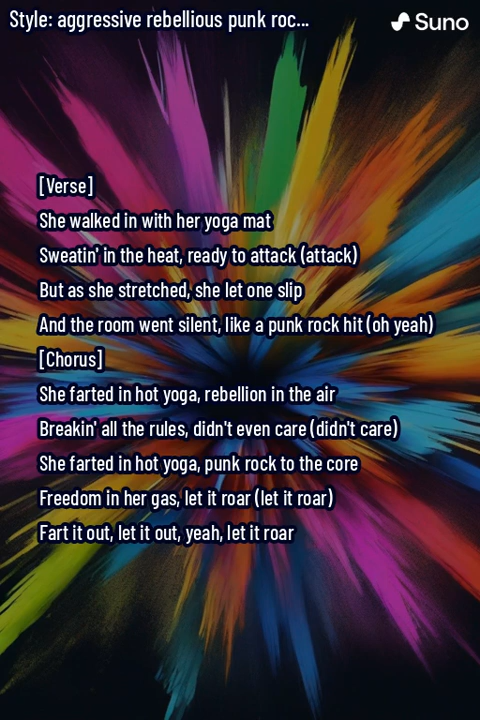 Style: aggressive rebellious punk roc...
Suno
[Verse]
She walked in with her yoga mat
Sweatin' in the heat, ready to attack (attack)
But as she stretched, she let one slip
And the room went silent, like a punk rock hit (oh yeah)
[Chorus]
She farted in hot yoga, rebellion in the air
Breakin' all the rules, didn't even care (didn't care)
She farted in hot yoga, punk rock to the core
Freedom in her gas, let it roar (let it roar)
Fart it out, let it out, yeah, let it roar